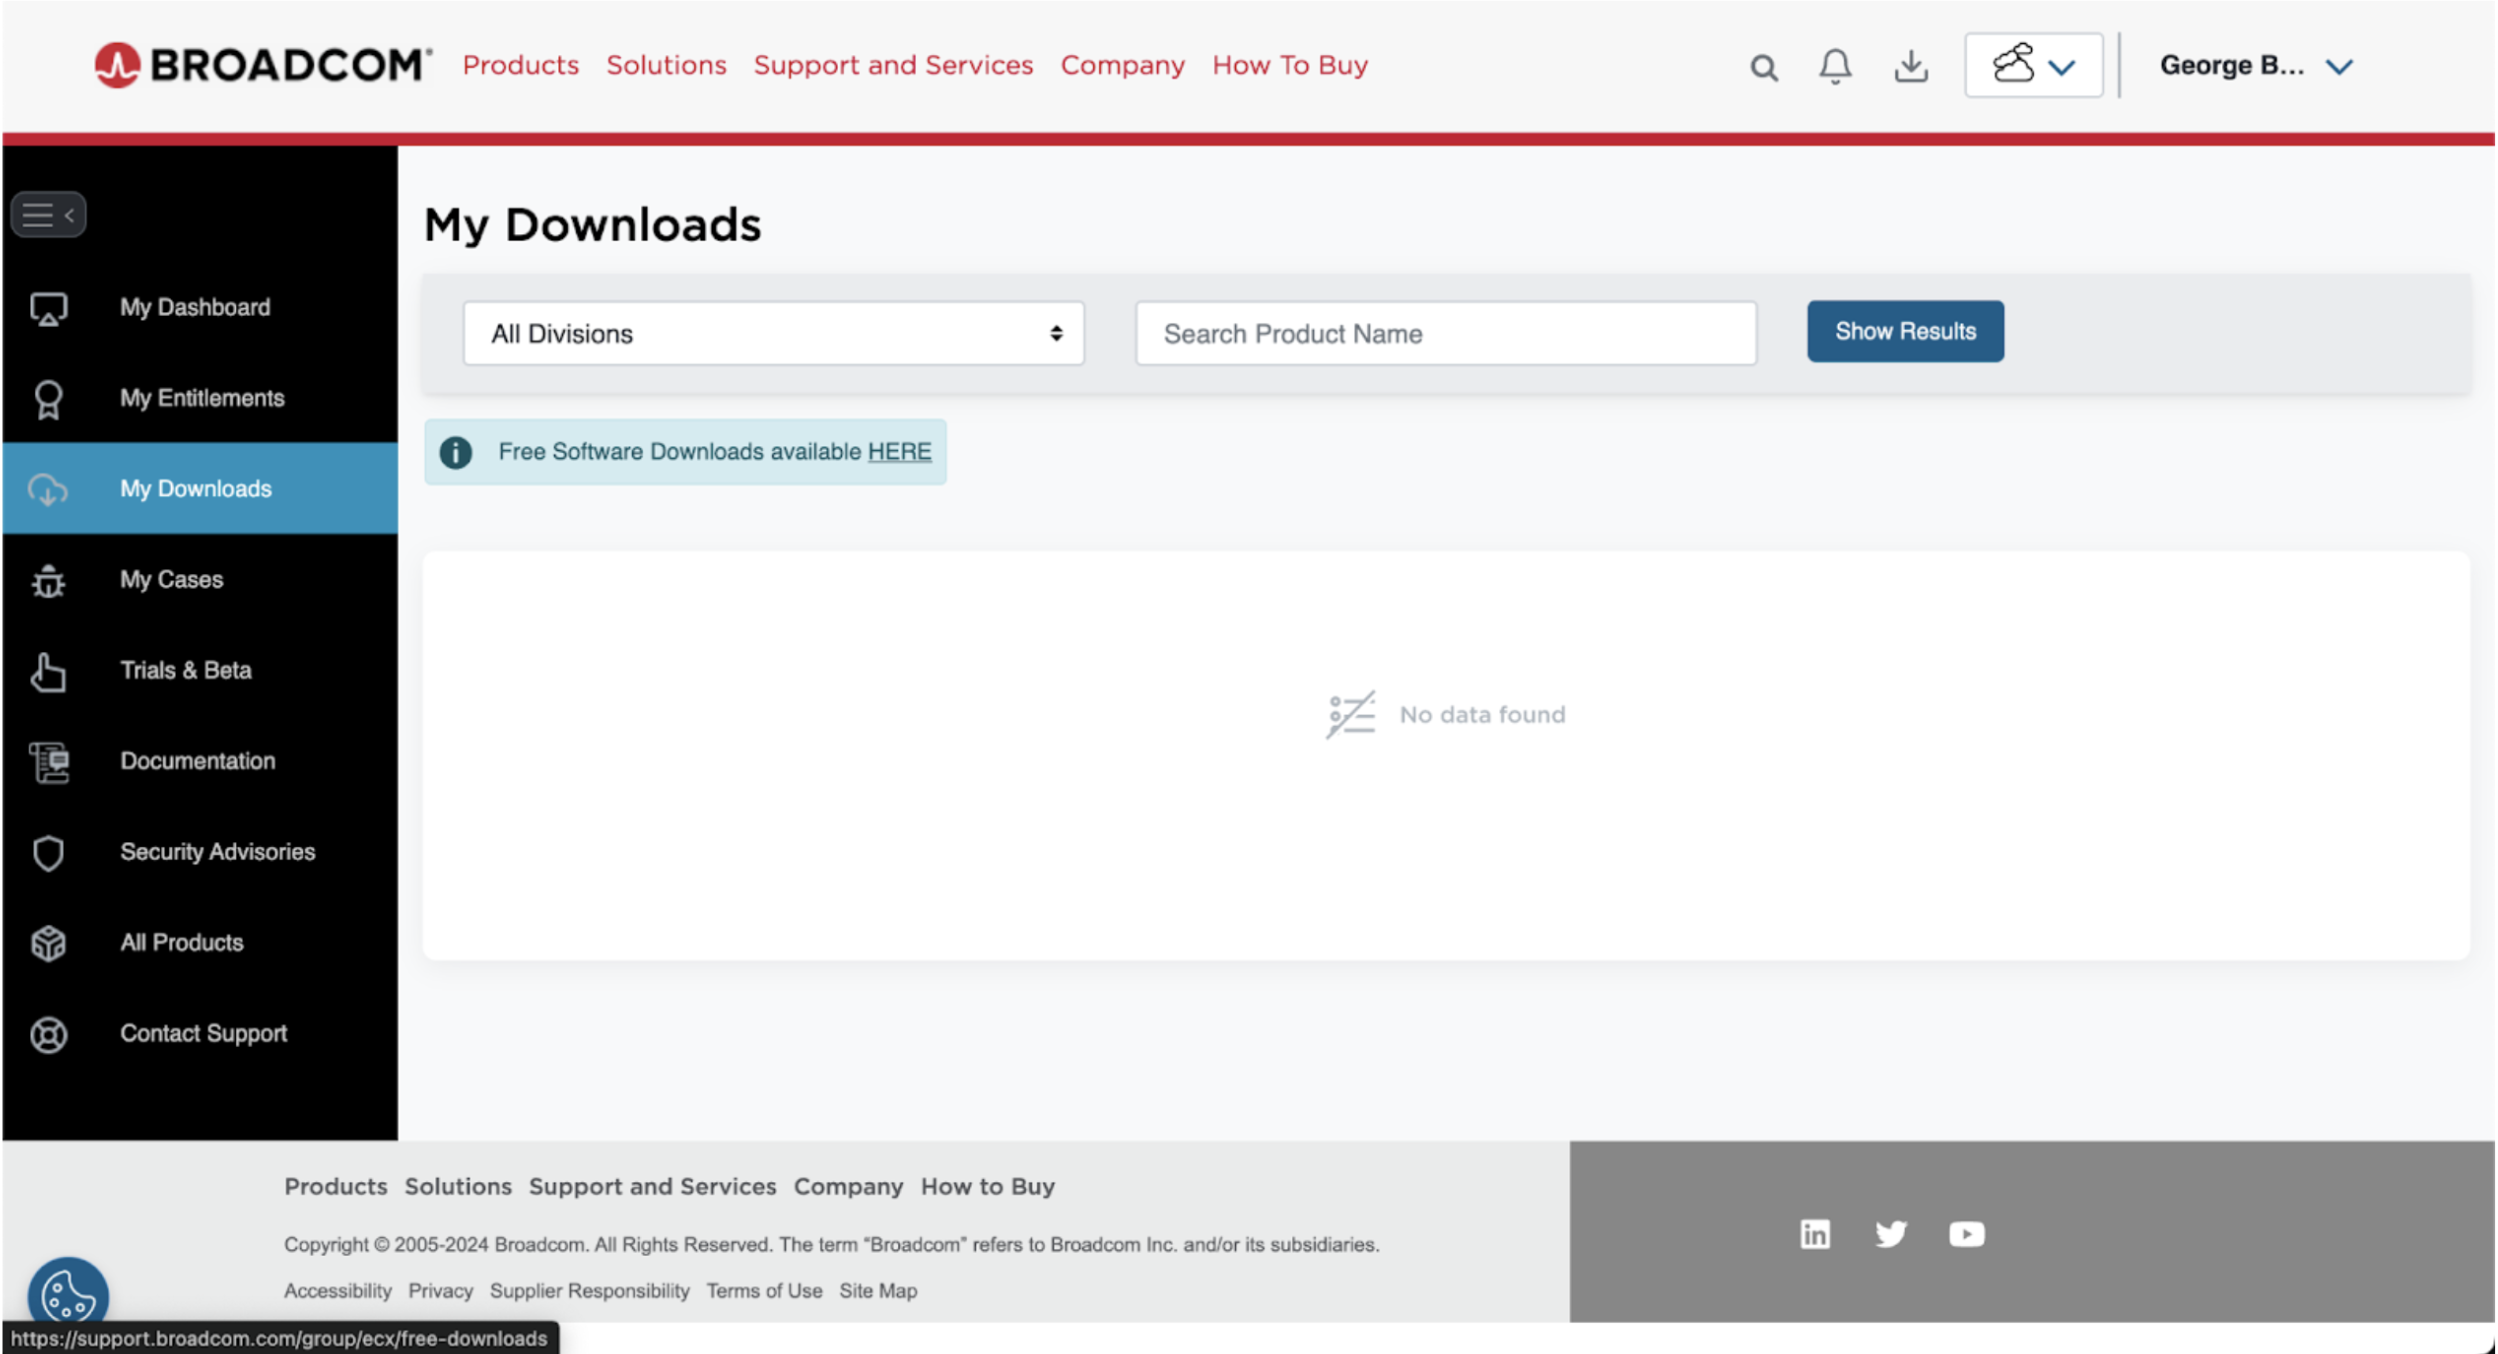 BROADCOM® Products Solutions Support and Services Company How To Buy George B...
My Downloads
All Divisions Search Product Name Show Results
Free Software Downloads available HERE
My Dashboard
My Entitlements
My Downloads
My Cases
Trials & Beta
Documentation
Security Advisories
All Products
Contact Support
No data found
Products Solutions Support and Services Company How to Buy
Copyright © 2005-2024 Broadcom. All Rights Reserved. The term “Broadcom” refers to Broadcom Inc. and/or its subsidiaries.
Accessibility Privacy Supplier Responsibility Terms of Use Site Map
https://support.broadcom.com/group/ecx/free-downloads